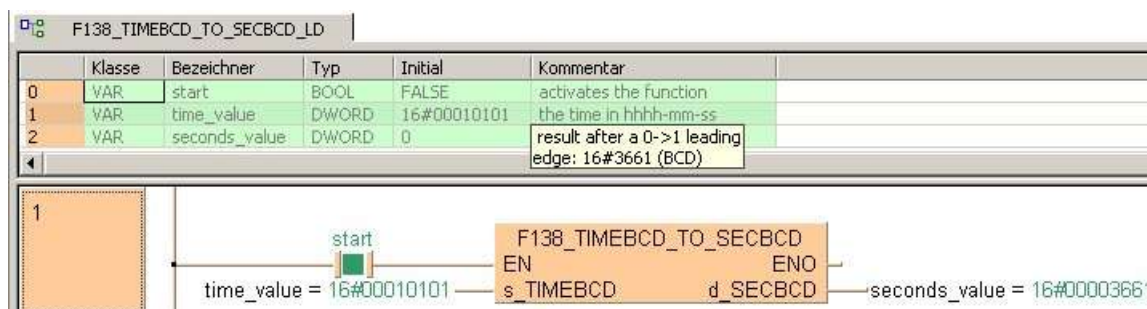 F138_TIMEBCD_TO_SECBCD_LD
Klasse Bezeichner Typ Initial Kommentar
0 VAR start BOOL FALSE activates the function
1 VAR time_value DWORD 16#00010101 the time in hhhh-mm-ss
2 VAR seconds_value DWORD 0 result after a 0->1 leading
edge: 16#3661 (BCD)
1
start
F138_TIMEBCD_TO_SECBCD
EN ENO
time_value = 16#00010101 s_TIMEBCD d_SECBCD seconds_value = 16#00003661